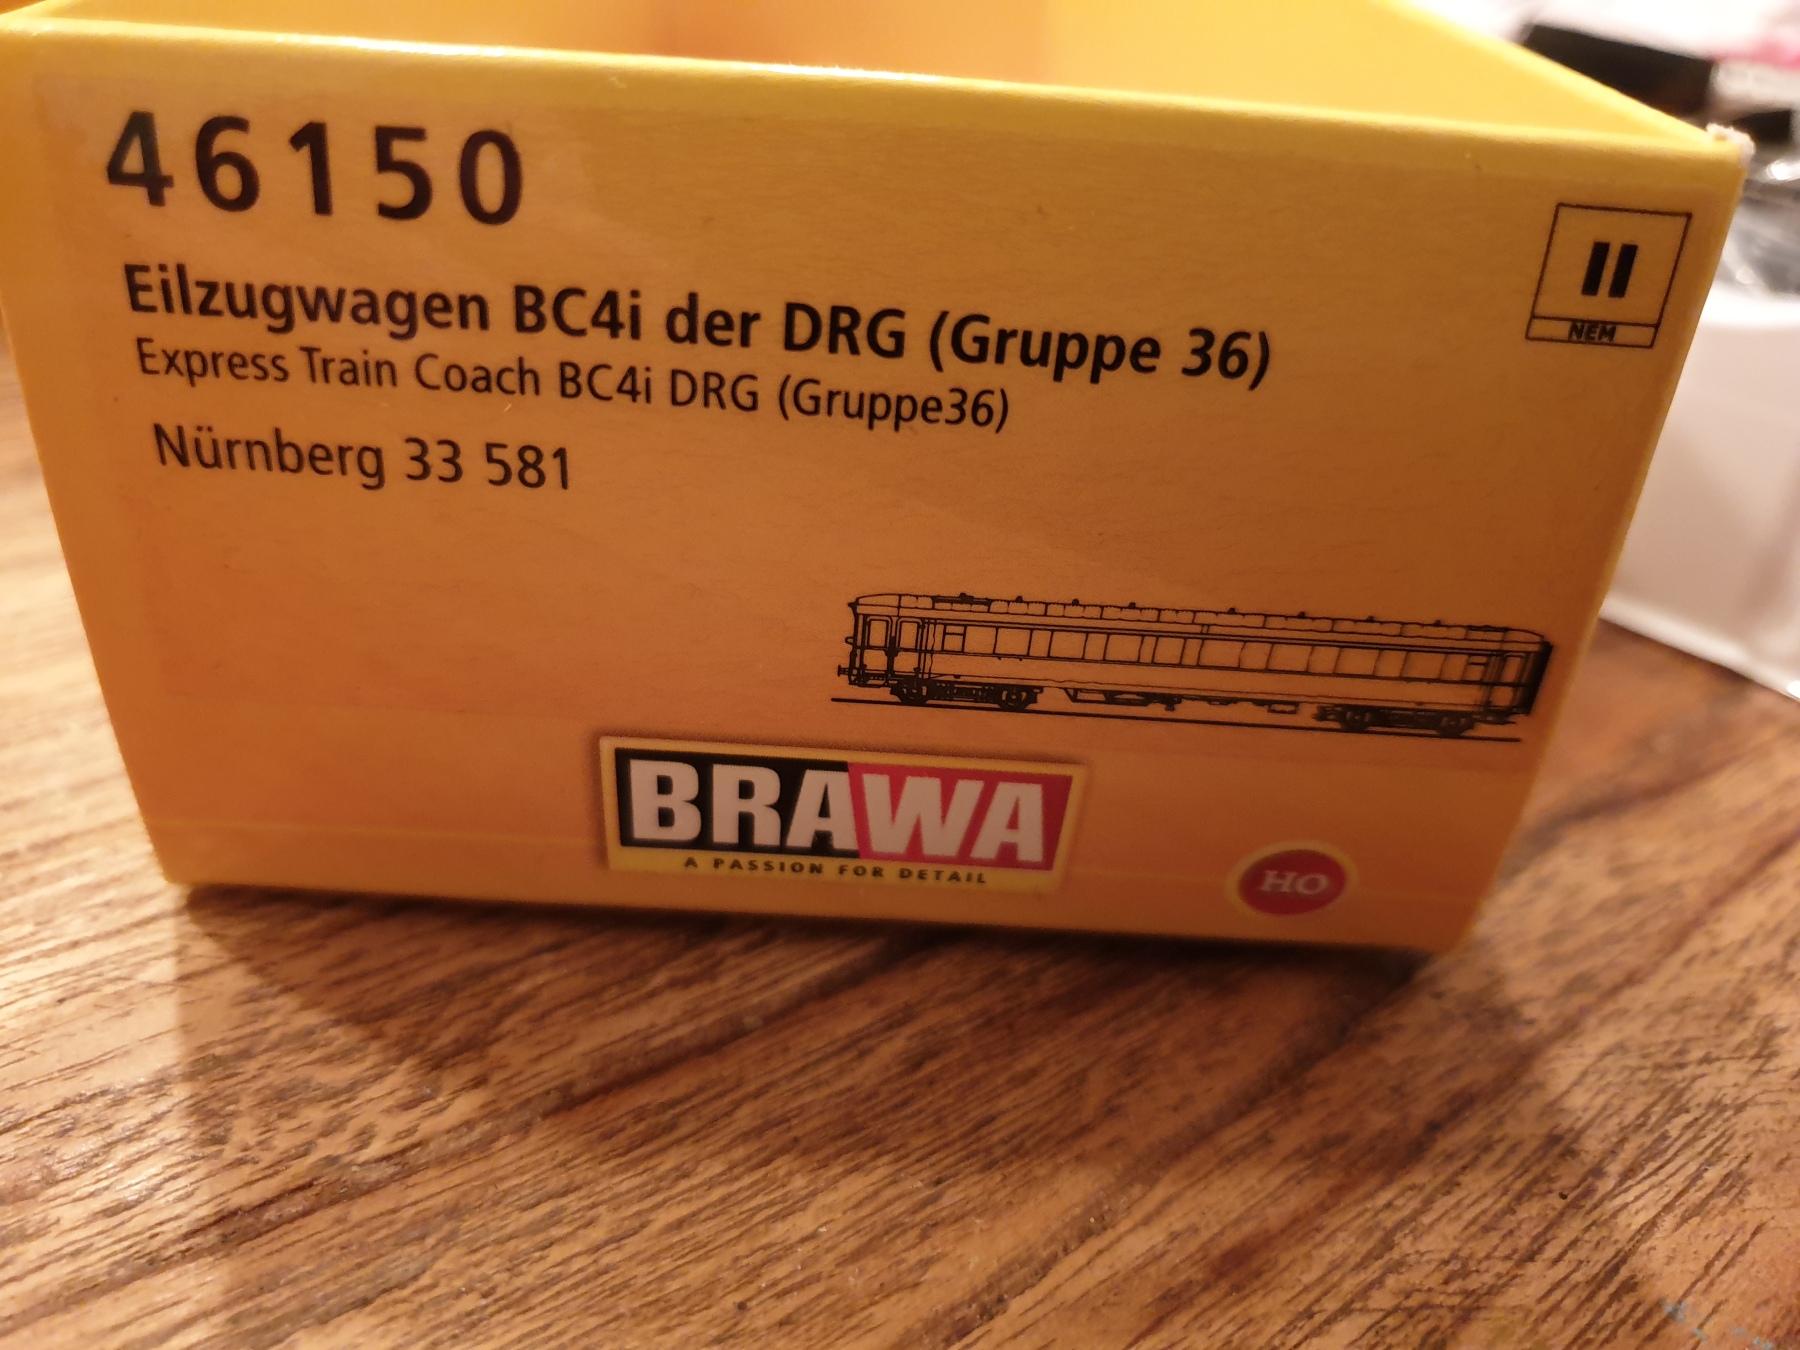 46150
II
NEM
Eilzugwagen BC4i der DRG (Gruppe 36)
Express Train Coach BC4i DRG (Gruppe36)
Nürnberg 33 581
BRAWA
A PASSION FOR DETAIL
HO